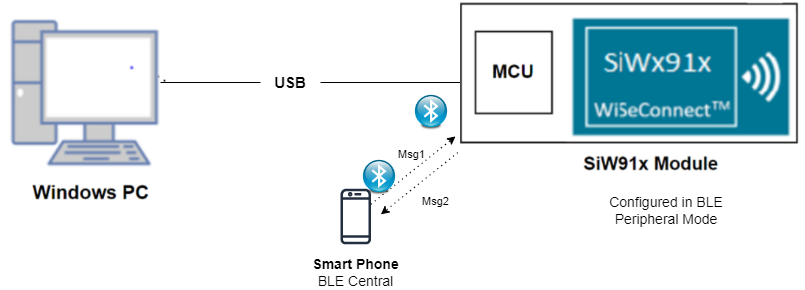 MCU
SiWx91x
WiSeConnect™
USB
Msg1
SiW91x Module
Windows PC
Msg2
Configured in BLE
Peripheral Mode
Smart Phone
BLE Central